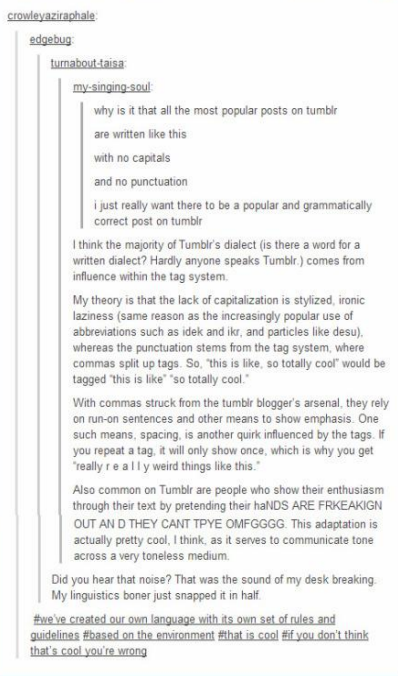 crowleyaziraphale:
edgebug:
turnabout-taisa:
my-singing-soul:
why is it that all the most popular posts on tumblr
are written like this
with no capitals
and no punctuation
i just really want there to be a popular and grammatically
correct post on tumblr
I think the majority of Tumblr's dialect (is there a word for a
written dialect? Hardly anyone speaks Tumblr.) comes from
influence within the tag system.
My theory is that the lack of capitalization is stylized, ironic
laziness (same reason as the increasingly popular use of
abbreviations such as idek and ikr, and particles like desu),
whereas the punctuation stems from the tag system, where
commas split up tags. So, "this is like, so totally cool" would be
tagged "this is like" "so totally cool."
With commas struck from the tumblr blogger's arsenal, they rely
on run-on sentences and other means to show emphasis. One
such means, spacing, is another quirk influenced by the tags. If
you repeat a tag, it will only show once, which is why you get
"really r e a l l y weird things like this."
Also common on Tumblr are people who show their enthusiasm
through their text by pretending their haNDS ARE FRKEAKIGN
OUT AN D THEY CANT TPYE OMFGGGG. This adaptation is
actually pretty cool, I think, as it serves to communicate tone
across a very toneless medium.
Did you hear that noise? That was the sound of my desk breaking.
My linguistics boner just snapped it in half.
#we've created our own language with its own set of rules and
guidelines #based on the environment #that is cool #if you don't think
that's cool you're wrong